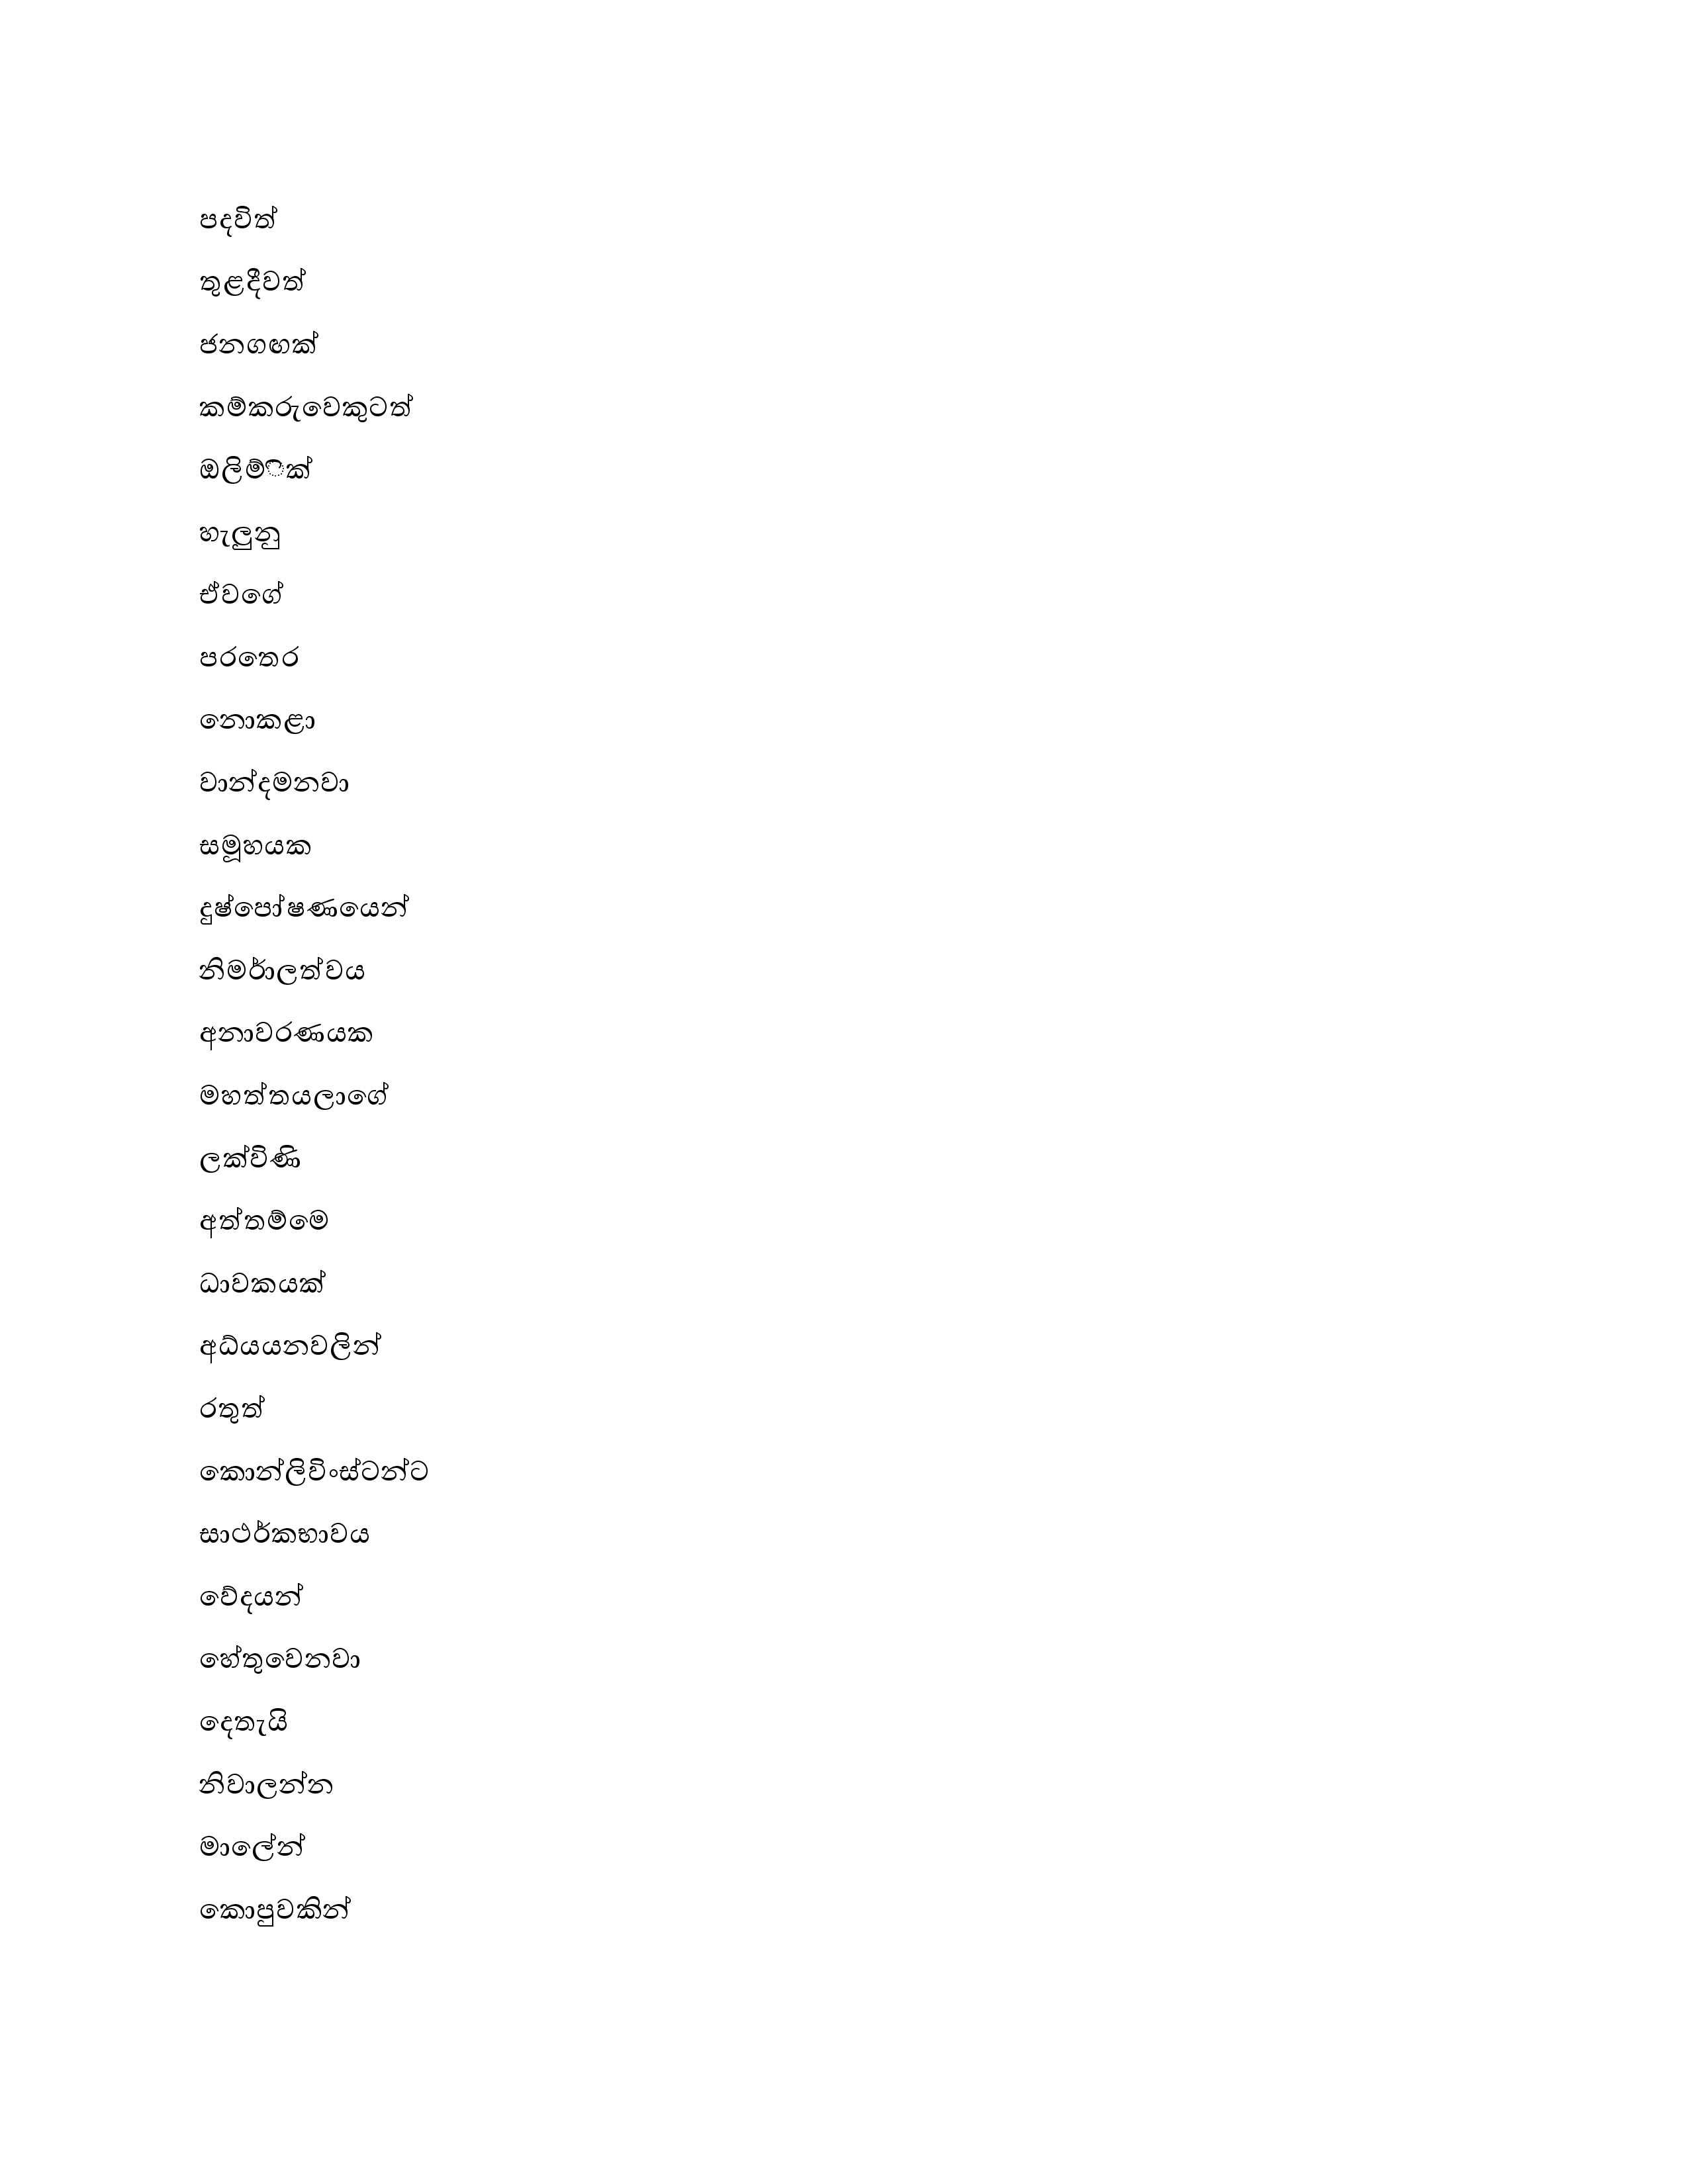 පදවිත්
තුළදීවත්
ජනගඟක්
කම්කරුවෙකුටත්
ඔලිම්ික්
හැලුනු
ඒවගේ
පරතෙර
නොකළා
වාන්දමනවා
සමූහයක
දුෂ්පෝෂණයෙන්
නිමර්ාලත්වය
අනාවරණයක
මහත්තයලාගේ
ලක්විණි
අත්තම්මෙ
ධාවකයක්
අධ්යයනවලින්
රතුත්
කොන්ලිවිංස්ටන්ට
සාථර්කභාවය
වේදයන්
හේතුවෙනවා
දෙතැයි
නිවාලන්න
මාලේන්
කොපුවකින්